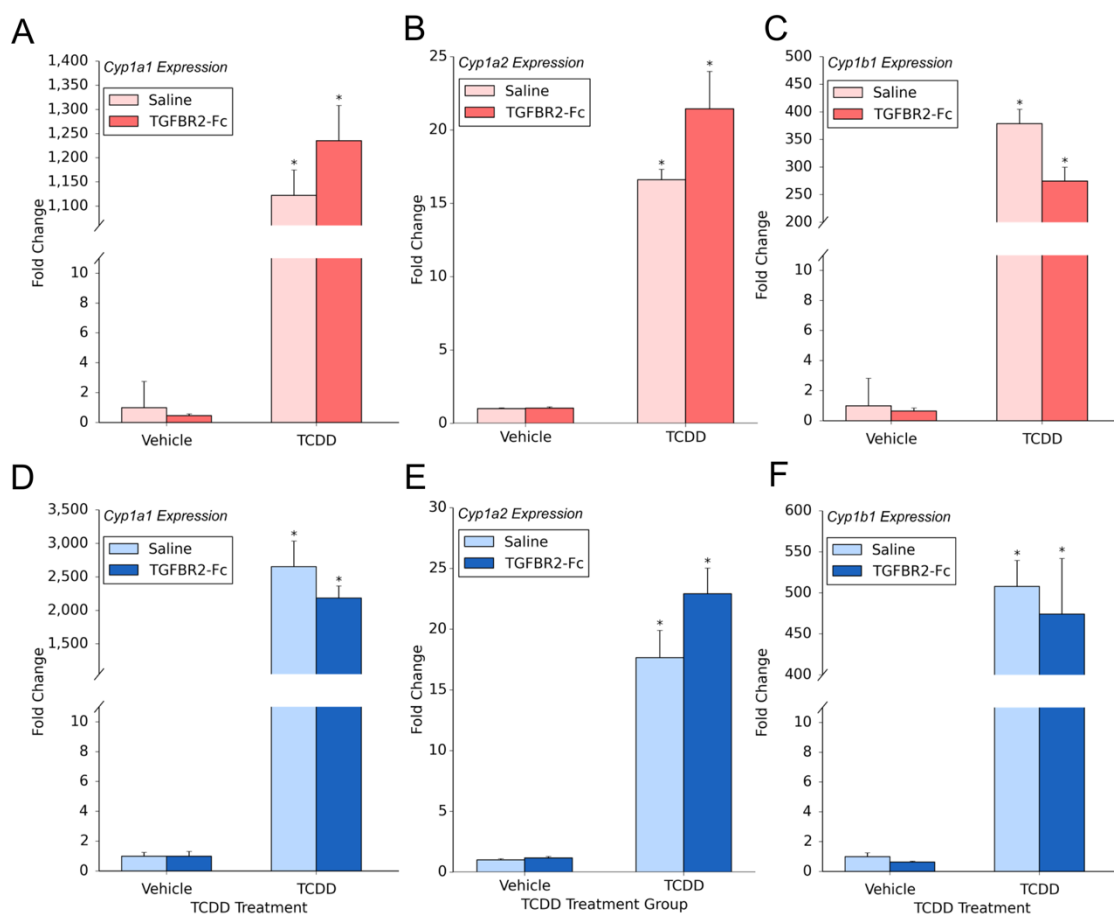 A
Cyp1a1 Expression
Saline
TGFBR2-Fc
Fold Change
1,400
1,350
1,300
1,250
1,200
1,150
1,100
10
8
6
4
2
0
*
*
Vehicle
TCDD
B
Cyp1a2 Expression
Saline
TGFBR2-Fc
Fold Change
25
20
15
10
5
0
*
*
Vehicle
TCDD
C
Cyp1b1 Expression
Saline
TGFBR2-Fc
Fold Change
500
450
400
350
300
250
200
10
8
6
4
2
0
*
*
Vehicle
TCDD
D
Cyp1a1 Expression
Saline
TGFBR2-Fc
Fold Change
3,500
3,000
2,500
2,000
1,500
10
8
6
4
2
0
*
*
Vehicle
TCDD
TCDD Treatment
E
Cyp1a2 Expression
Saline
TGFBR2-Fc
Fold Change
30
25
20
15
10
5
0
*
*
Vehicle
TCDD
TCDD Treatment Group
F
Cyp1b1 Expression
Saline
TGFBR2-Fc
Fold Change
600
550
500
450
400
10
8
6
4
2
0
*
*
Vehicle
TCDD
TCDD Treatment